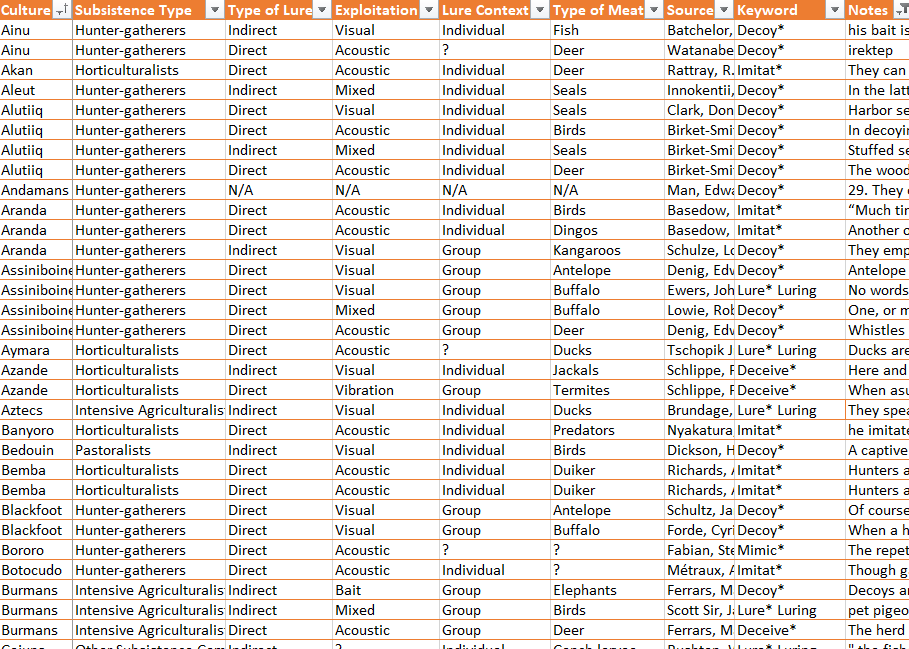 Culture Subsistence Type Type of Lure Exploitation Lure Context Type of Meat Source Keyword Notes
Ainu Hunter-gatherers Indirect Visual Individual Fish Batchelor, Decoy* his bait is
Ainu Hunter-gatherers Direct Acoustic ? Deer Watanabe Decoy* irektep
Akan Horticulturalists Direct Acoustic Individual Deer Rattray, R. Imitat* They can
Aleut Hunter-gatherers Indirect Mixed Individual Seals Innokentii, Decoy* In the latt
Alutiiq Hunter-gatherers Direct Visual Individual Seals Clark, Don Decoy* Harbor se
Alutiiq Hunter-gatherers Direct Acoustic Individual Birds Birket-Smi Decoy* In decoyin
Alutiiq Hunter-gatherers Indirect Mixed Individual Seals Birket-Smi Decoy* Stuffed se
Alutiiq Hunter-gatherers Direct Acoustic Individual Deer Birket-Smi Decoy* The wood
Andamans Hunter-gatherers N/A N/A N/A N/A Man, Edwa Decoy* 29. They
Aranda Hunter-gatherers Direct Acoustic Individual Birds Basedow, Imitat* “Much tir
Aranda Hunter-gatherers Direct Acoustic Individual Dingos Basedow, Imitat* Another o
Aranda Hunter-gatherers Indirect Visual Group Kangaroos Schulze, Lo Decoy* They emp
Assiniboine Hunter-gatherers Direct Visual Group Antelope Denig, Edw Decoy* Antelope
Assiniboine Hunter-gatherers Direct Visual Group Buffalo Ewers, Joh Lure* Luring No words
Assiniboine Hunter-gatherers Direct Mixed Group Buffalo Lowie, Rob Decoy* One, or m
Assiniboine Hunter-gatherers Direct Acoustic Group Deer Denig, Edw Decoy* Whistles
Aymara Horticulturalists Direct Acoustic ? Ducks Tschopik J Lure* Luring Ducks are
Azande Horticulturalists Indirect Visual Individual Jackals Schlippe, P Deceive* Here and
Azande Horticulturalists Direct Vibration Group Termites Schlippe, P Deceive* When asu
Aztecs Intensive Agriculturalis Indirect Visual Individual Ducks Brundage, Lure* Luring They spea
Banyoro Horticulturalists Direct Acoustic Individual Predators Nyakatura Imitat* he imitate
Bedouin Pastoralists Indirect Visual Individual Birds Dickson, H Decoy* A captive
Bemba Horticulturalists Direct Acoustic Individual Duiker Richards, A Imitat* Hunters a
Bemba Horticulturalists Direct Acoustic Individual Duiker Richards, A Imitat* Hunters a
Blackfoot Hunter-gatherers Direct Visual Group Antelope Schultz, Ja Decoy* Of course
Blackfoot Hunter-gatherers Direct Visual Group Buffalo Forde, Cyri Decoy* When a h
Bororo Hunter-gatherers Direct Acoustic ? ? Fabian, Ste Mimic* The repet
Botocudo Hunter-gatherers Direct Acoustic Individual ? Métraux, A Imitat* Though g
Burmans Intensive Agriculturalis Indirect Bait Group Elephants Ferrars, M Decoy* Decoys a
Burmans Intensive Agriculturalis Indirect Mixed Group Birds Scott Sir, Ja Lure* Luring pet pigeo
Burmans Intensive Agriculturalis Direct Acoustic Group Deer Ferrars, M Deceive* The herd